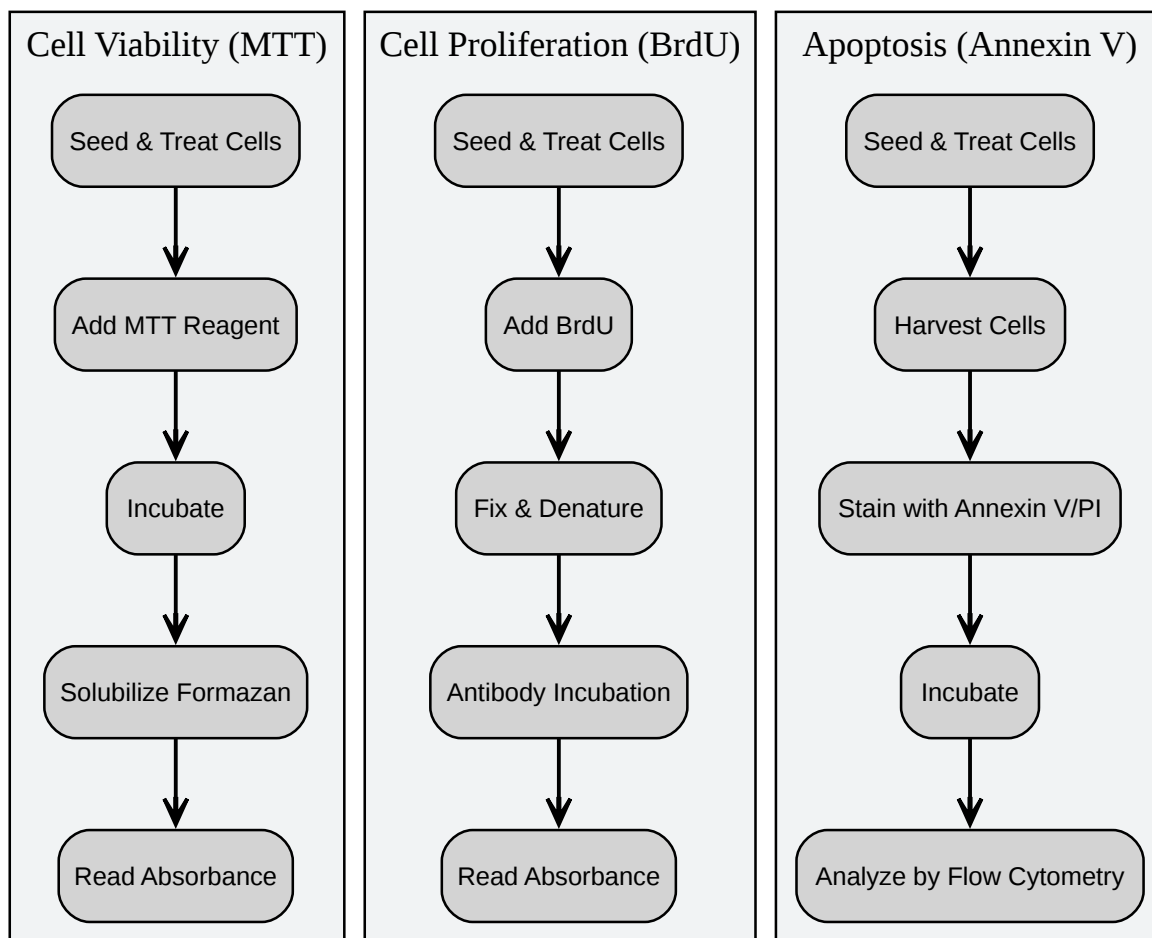 Cell Viability (MTT)
Seed & Treat Cells
Add MTT Reagent
Incubate
Solubilize Formazan
Read Absorbance
Cell Proliferation (BrdU)
Seed & Treat Cells
Add BrdU
Fix & Denature
Antibody Incubation
Read Absorbance
Apoptosis (Annexin V)
Seed & Treat Cells
Harvest Cells
Stain with Annexin V/PI
Incubate
Analyze by Flow Cytometry